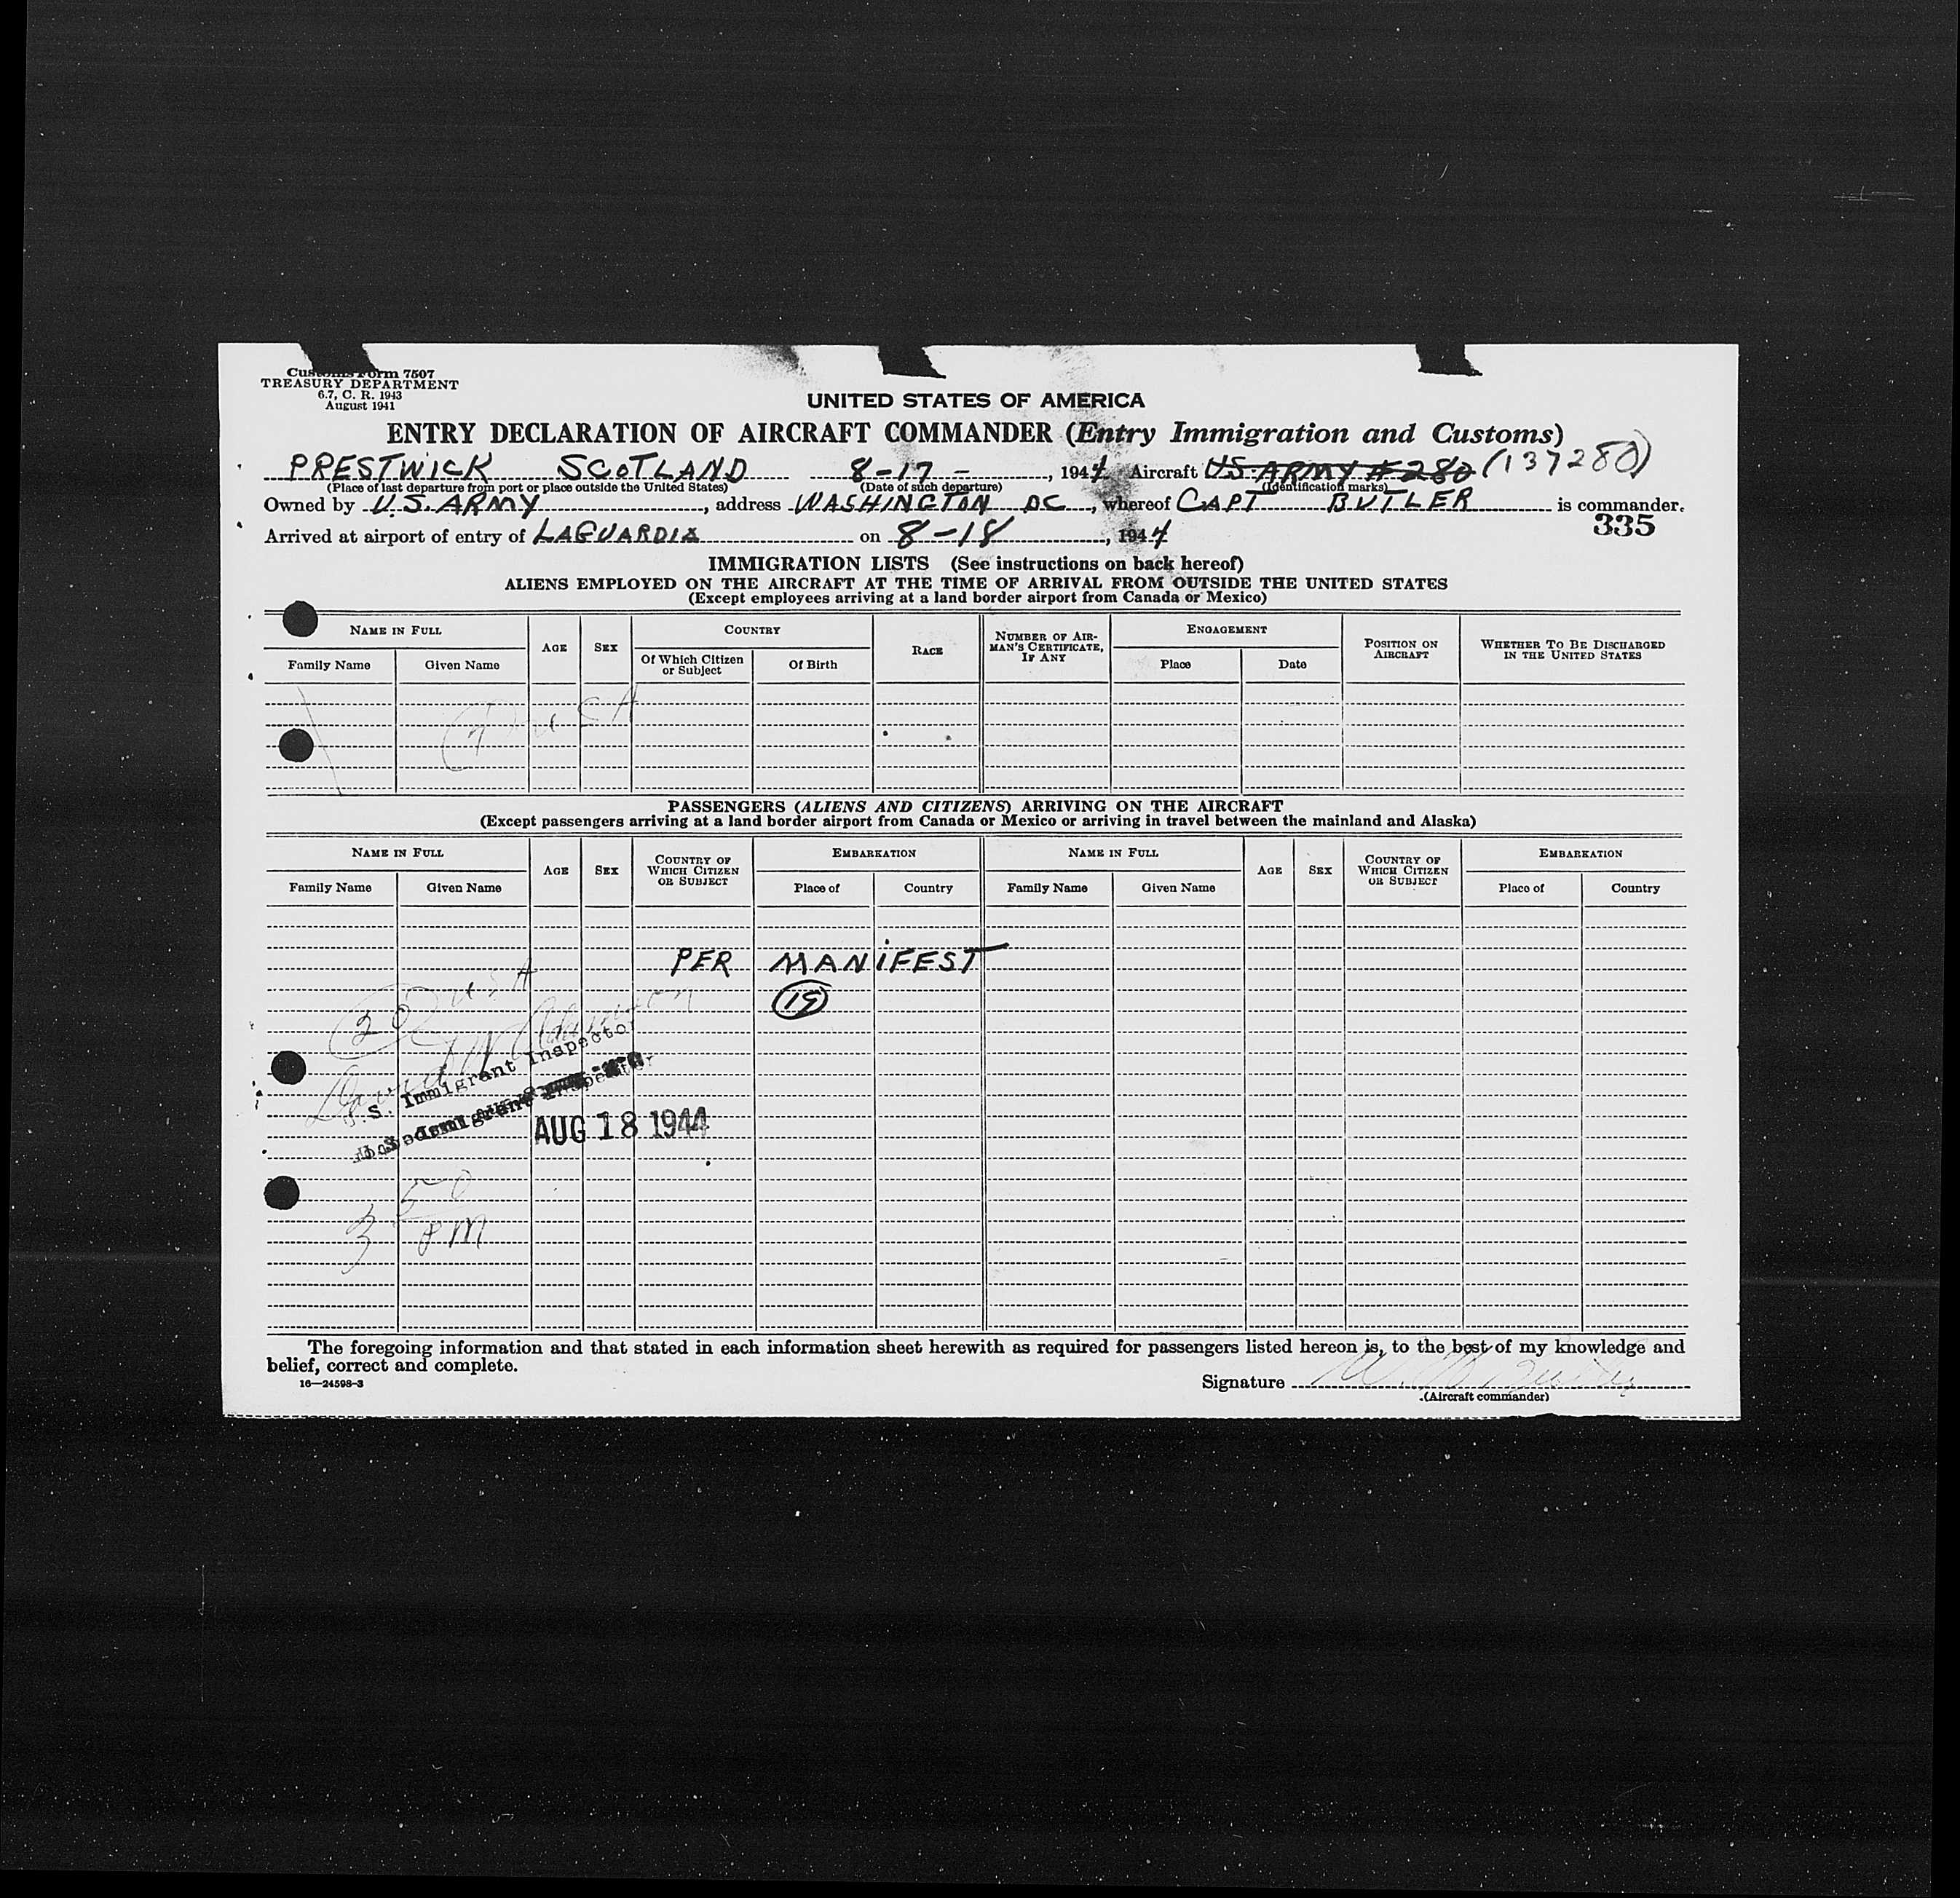 Customs Form 7507
TREASURY DEPARTMENT
6.7, C. R. 1943
August 1941
UNITED STATES OF AMERICA
ENTRY DECLARATION OF AIRCRAFT COMMANDER (Entry Immigration and Customs)
PRESTWICK SCOTLAND 8-17-, 1944 Aircraft US ARMY #280 (137280)
(Place of last departure from port or place outside the United States) (Date of such departure) (Identification marks)
Owned by U.S. ARMY, address WASHINGTON DC, whereof CAPT BUTLER is commander.
335
Arrived at airport of entry of LAGUARDIA on 8-18, 1944
IMMIGRATION LISTS (See instructions on back hereof)
ALIENS EMPLOYED ON THE AIRCRAFT AT THE TIME OF ARRIVAL FROM OUTSIDE THE UNITED STATES
(Except employees arriving at a land border airport from Canada or Mexico)
NAME IN FULL AGE SEX COUNTRY RACE NUMBER OF AIRMAN'S CERTIFICATE, IF ANY ENGAGEMENT POSITION ON AIRCRAFT WHETHER TO BE DISCHARGED IN THE UNITED STATES
Family Name Given Name Of Which Citizen or Subject Of Birth Place Date
7 USA
PASSENGERS (ALIENS AND CITIZENS) ARRIVING ON THE AIRCRAFT
(Except passengers arriving at a land border airport from Canada or Mexico or arriving in travel between the mainland and Alaska)
NAME IN FULL AGE SEX COUNTRY OF WHICH CITIZEN OR SUBJECT EMBARKATION NAME IN FULL AGE SEX COUNTRY OF WHICH CITIZEN OR SUBJECT EMBARKATION
Family Name Given Name Place of Country Family Name Given Name Place of Country
PER MANIFEST
19
20 USA
David W
U.S. Immigrant Inspector
AUG 18 1944
3 50 PM
The foregoing information and that stated in each information sheet herewith as required for passengers listed hereon is, to the best of my knowledge and
belief, correct and complete.
16—24598-3
Signature
(Aircraft commander)